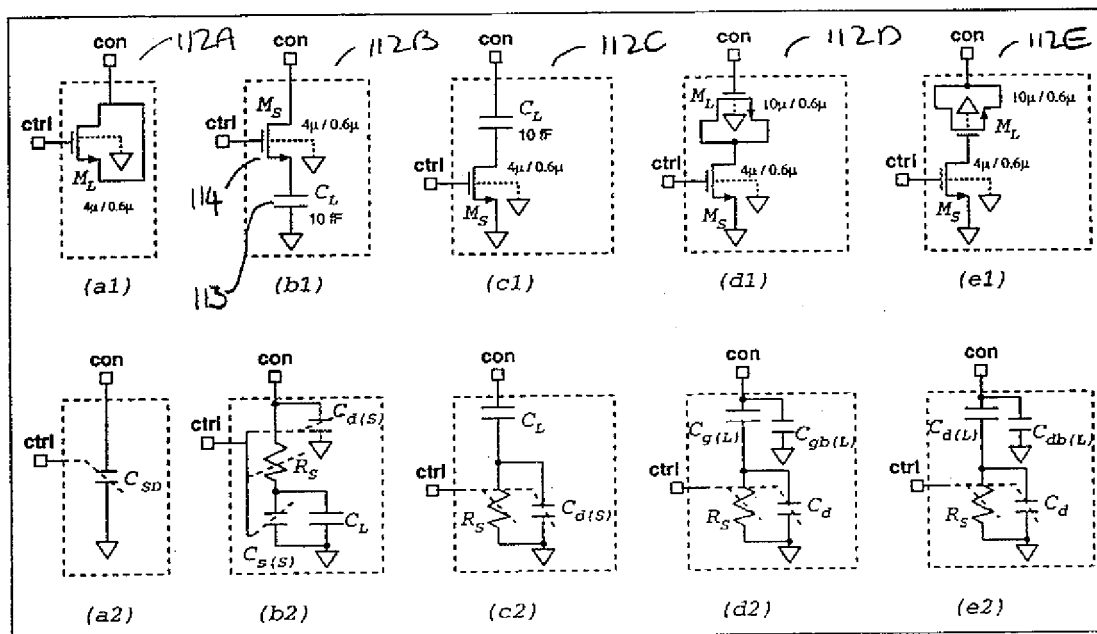 112A
112B
112C
112D
112E
con
con
con
con
con
ctrl
M_L
4μ / 0.6μ
M_S
4μ / 0.6μ
ctrl
C_L
10 fF
114
113
C_L
10 fF
4μ / 0.6μ
ctrl
M_S
M_L
10μ / 0.6μ
4μ / 0.6μ
ctrl
M_S
10μ / 0.6μ
M_L
4μ / 0.6μ
ctrl
M_S
(a1)
(b1)
(c1)
(d1)
(e1)
con
con
con
con
con
ctrl
C_SD
ctrl
C_d(S)
R_S
C_L
C_s(S)
C_L
ctrl
R_S
C_d(S)
C_g(L)
C_gb(L)
ctrl
R_S
C_d
C_d(L)
C_db(L)
ctrl
R_S
C_d
(a2)
(b2)
(c2)
(d2)
(e2)